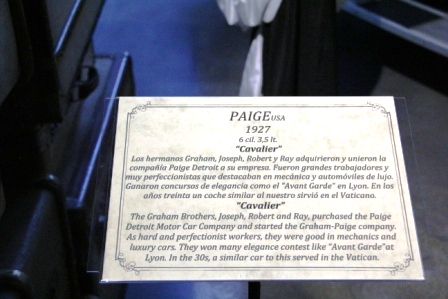 PAIGE USA
1927
6 cil. 3,5 lt.
"Cavalier"
Los hermanos Graham, Joseph, Robert y Ray adquirieron y unieron la
compañía Paige Detroit a su empresa. Fueron grandes trabajadores y
muy perfeccionistas que destacaban en mecánica y automóviles de lujo.
Ganaron concursos de elegancia como el "Avant Garde" en Lyon. En los
años treinta un coche similar al nuestro sirvió en el Vaticano.
"Cavalier"
The Graham Brothers, Joseph, Robert and Ray, purchased the Paige
Detroit Motor Car Company and started the Graham-Paige company.
As hard and perfectionist workers, they were good in mechanics and
luxury cars. They won many elegance contest like "Avant Garde"at
Lyon. In the 30s, a similar car to this served in the Vatican.